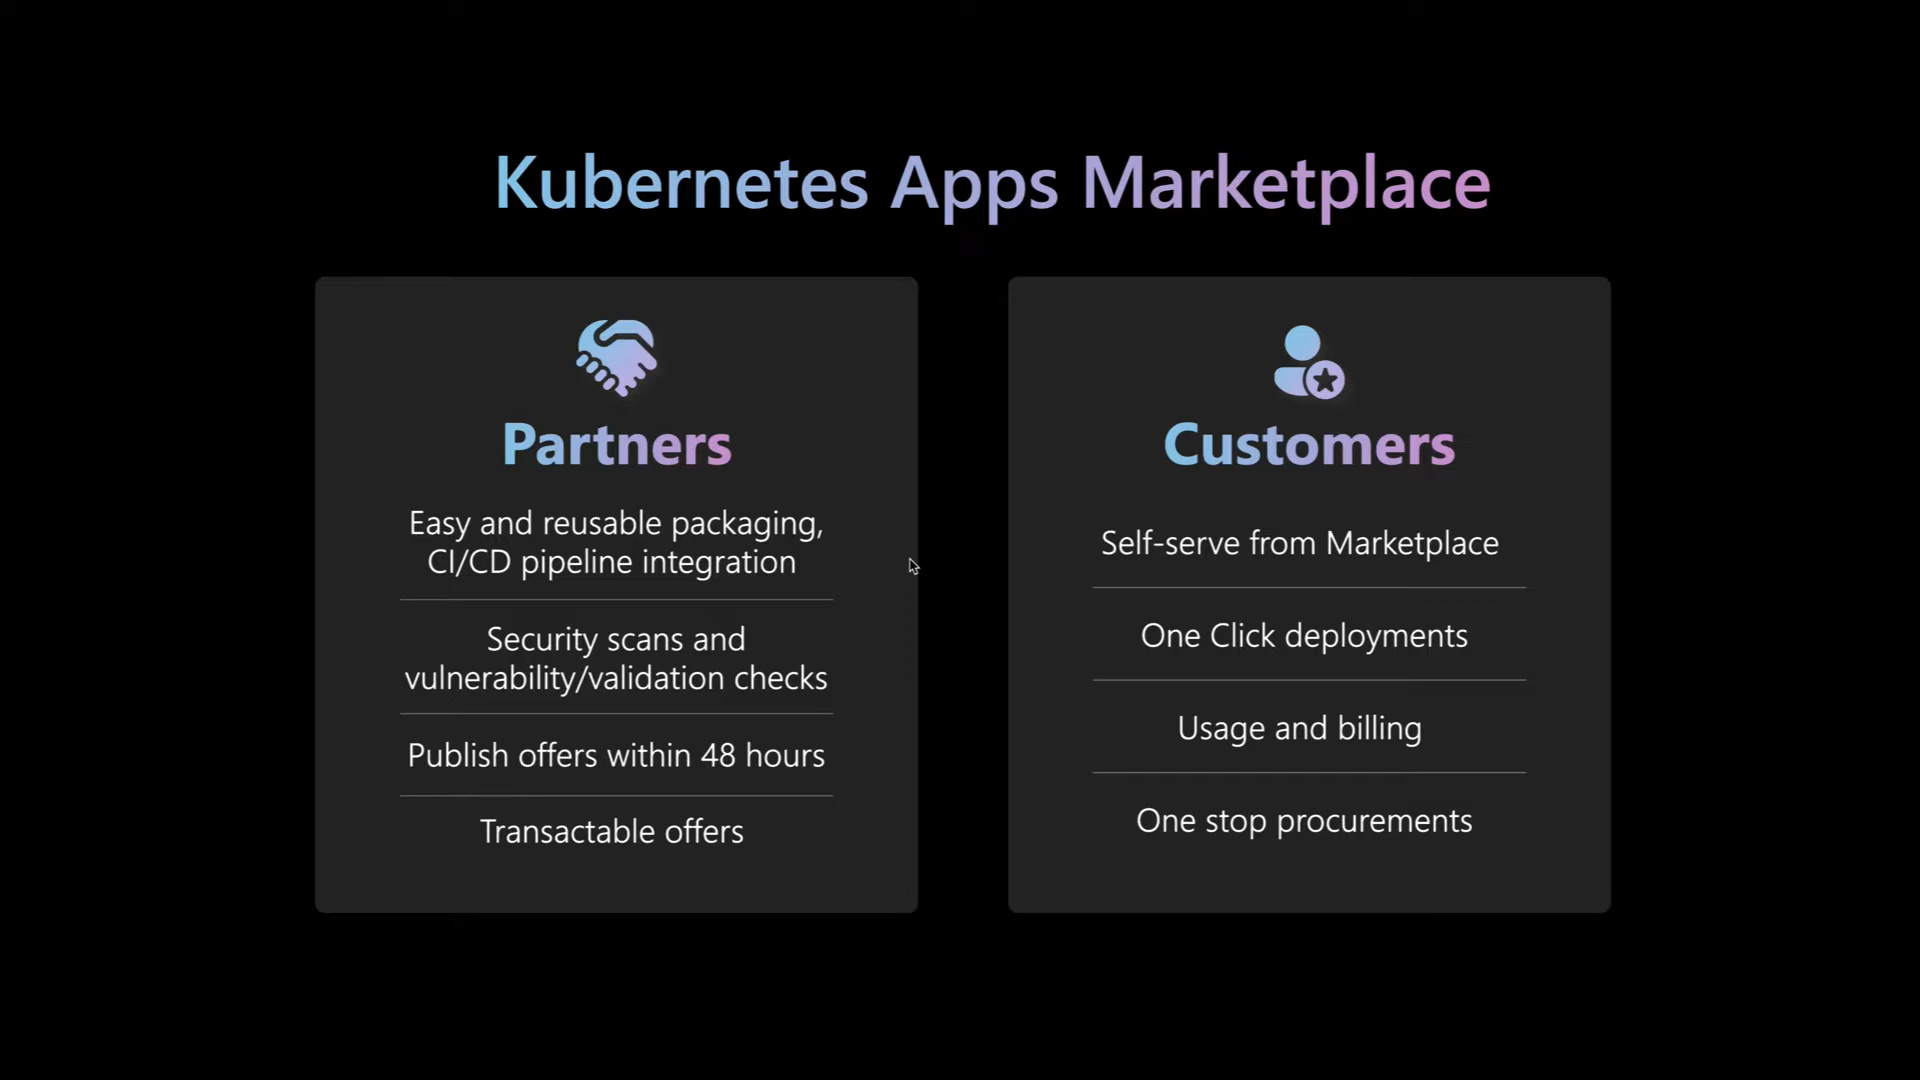 Kubernetes Apps Marketplace
Partners
Easy and reusable packaging,
CI/CD pipeline integration
Security scans and
vulnerability/validation checks
Publish offers within 48 hours
Transactable offers
Customers
Self-serve from Marketplace
One Click deployments
Usage and billing
One stop procurements